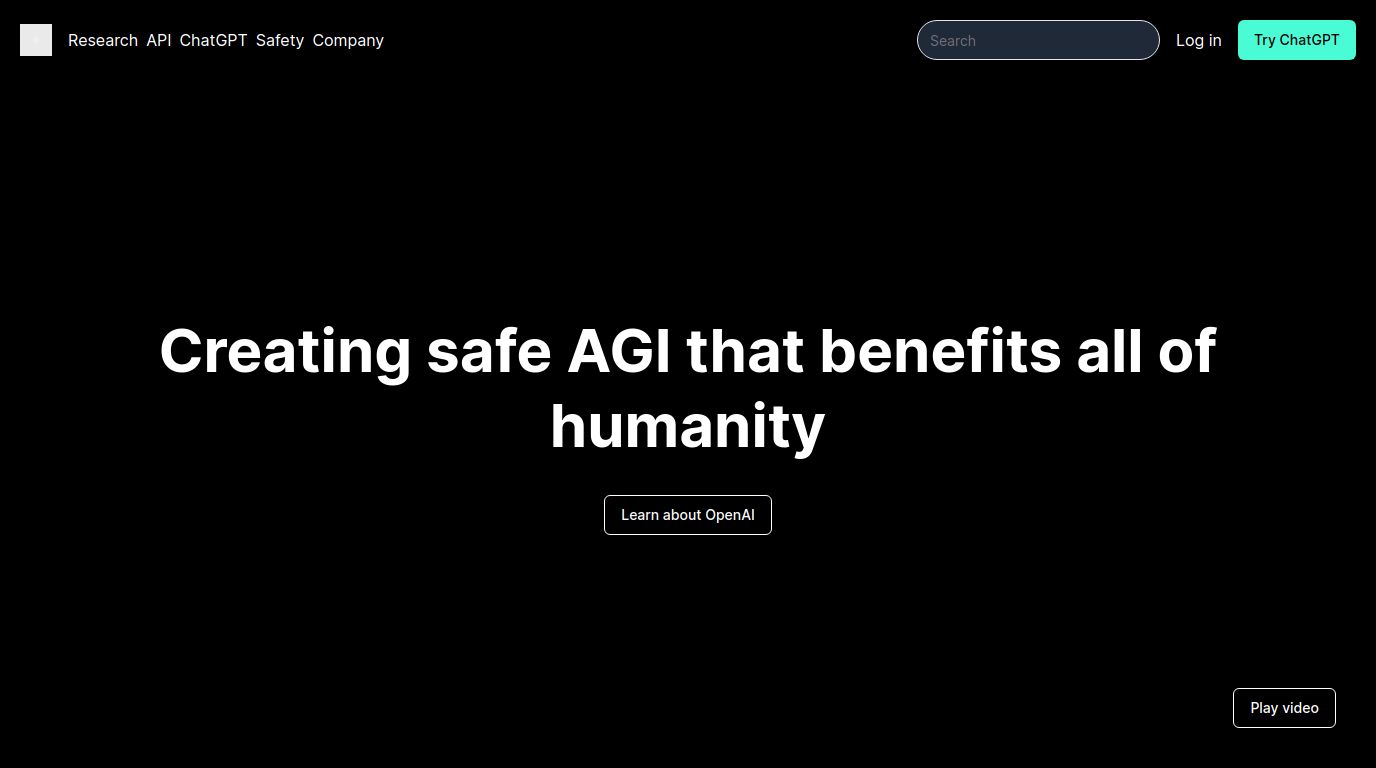 Research API ChatGPT Safety Company Search Log in Try ChatGPT
Creating safe AGI that benefits all of
humanity
Learn about OpenAI
Play video